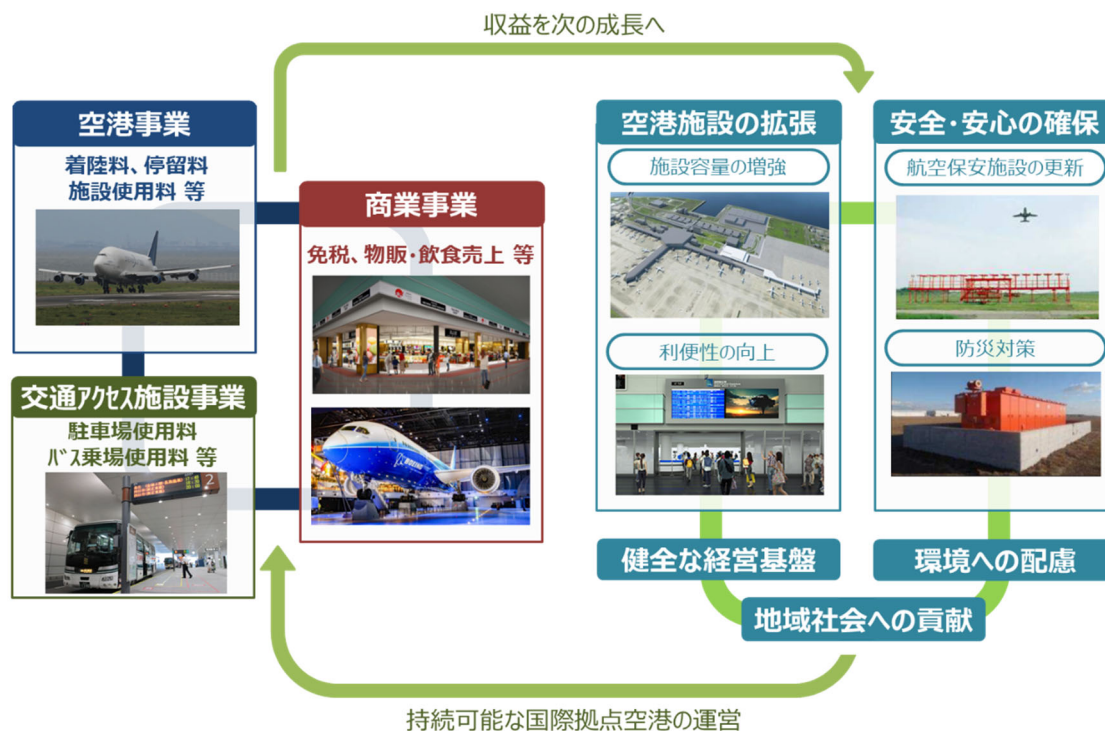 収益を次の成長へ
空港事業
着陸料、停留料
施設使用料 等
商業事業
免税、物販・飲食売上 等
交通アクセス施設事業
駐車場使用料
バス乗場使用料 等
2
BOEING
空港施設の拡張
施設容量の増強
利便性の向上
安全・安心の確保
航空保安施設の更新
防災対策
健全な経営基盤
環境への配慮
地域社会への貢献
持続可能な国際拠点空港の運営